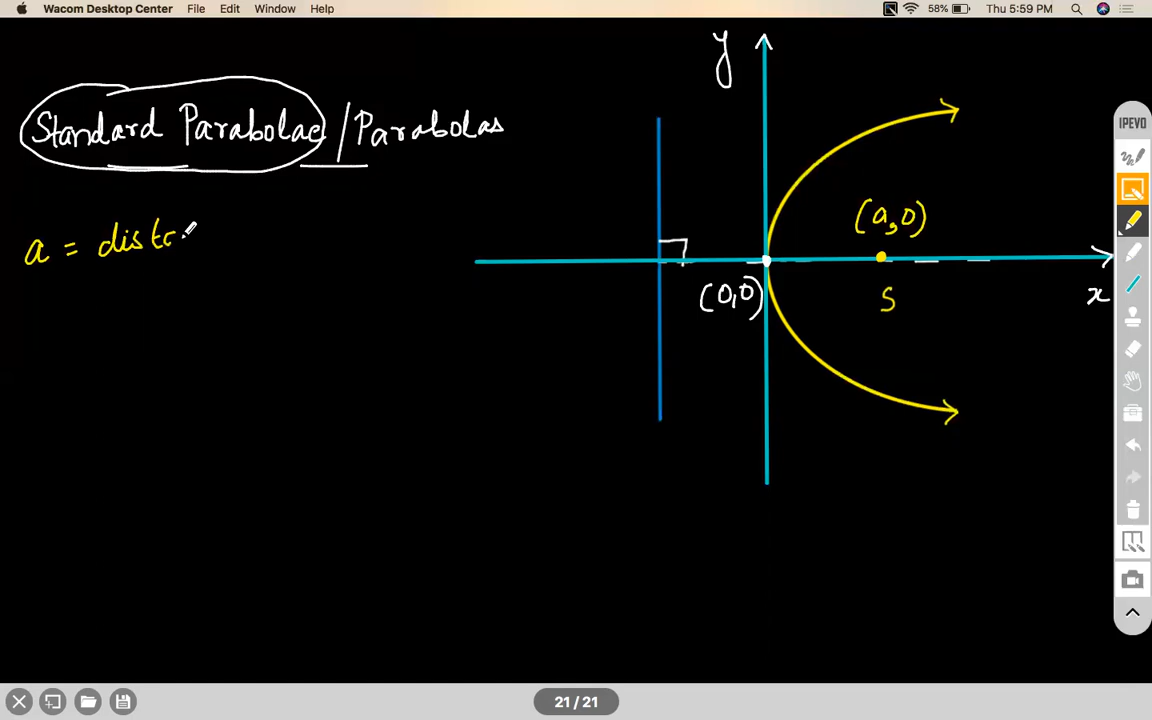 Wacom Desktop Center File Edit Window Help 58% Thu 5:59 PM
y
Standard Parabolae / Parabolas
IPEVO
(a,0)
a = dista
(0,0)
S
x
21 / 21